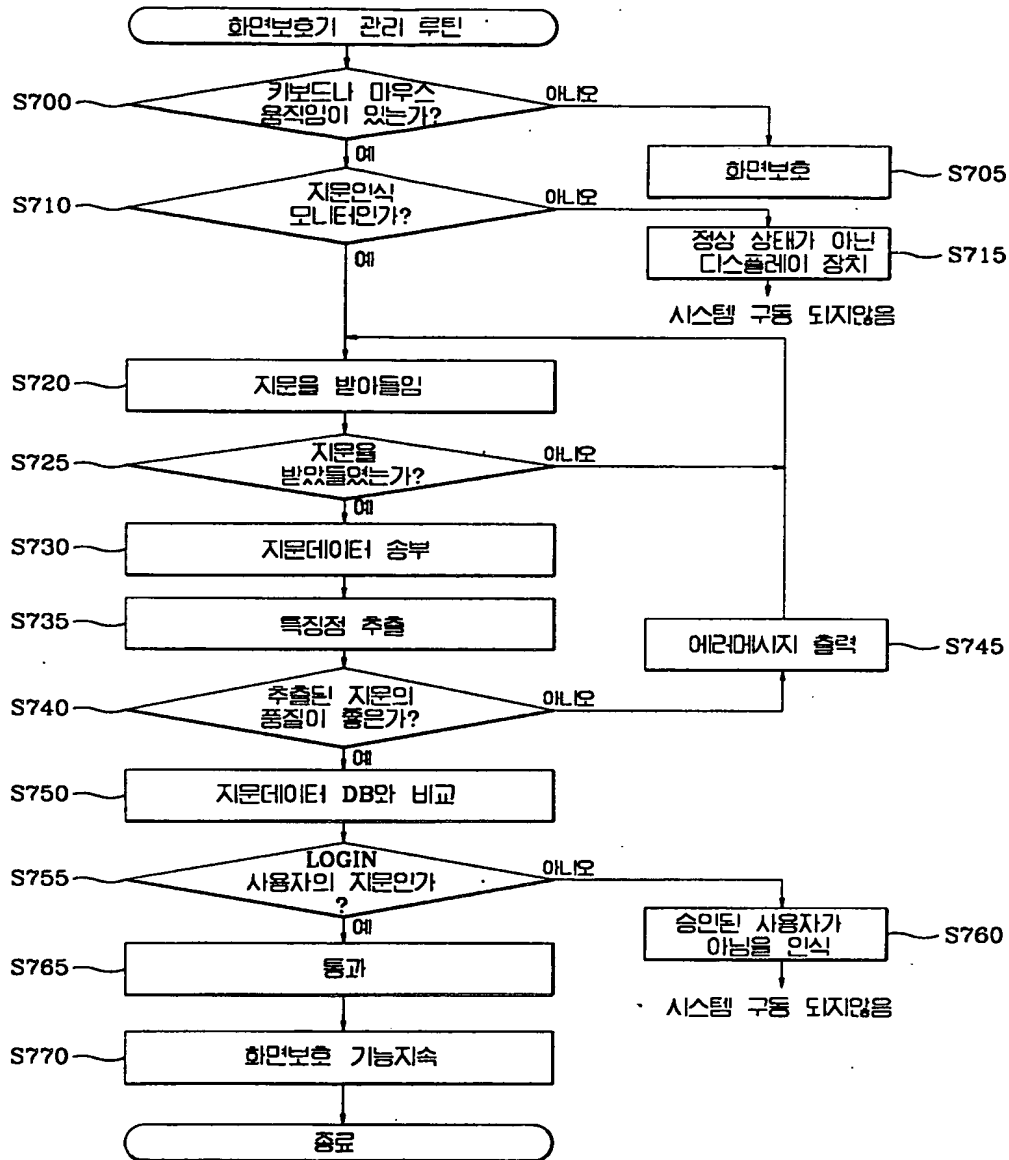 화면보호기 관리 루틴
S700
키보드나 마우스
움직임이 있는가?
아니오
예
화면보호
S705
S710
지문인식
모니터인가?
아니오
예
정상 상태가 아닌
디스플레이 장치
S715
시스템 구동 되지않음
S720
지문을 받아들임
S725
지문을
받았들였는가?
아니오
예
S730
지문데이터 송부
S735
특징점 추출
에러메시지 출력
S745
S740
추출된 지문의
품질이 좋은가?
아니오
예
S750
지문데이터 DB와 비교
S755
LOGIN
사용자의 지문인가
?
아니오
예
승인된 사용자가
아님을 인식
S760
시스템 구동 되지않음
S765
통과
S770
화면보호 기능지속
종료